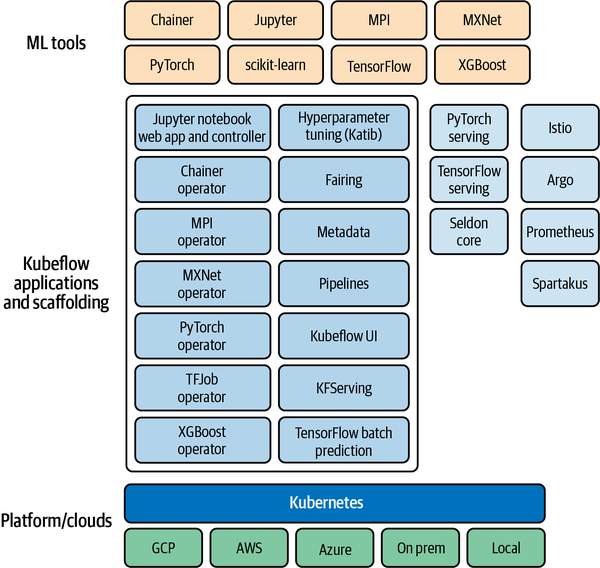 ML tools
Chainer
Jupyter
MPI
MXNet
PyTorch
scikit-learn
TensorFlow
XGBoost
Kubeflow
applications
and scaffolding
Jupyter notebook
web app and controller
Hyperparameter
tuning (Katib)
Chainer
operator
Fairing
MPI
operator
Metadata
MXNet
operator
Pipelines
PyTorch
operator
Kubeflow UI
TFJob
operator
KFServing
XGBoost
operator
TensorFlow batch
prediction
PyTorch
serving
Istio
TensorFlow
serving
Argo
Seldon
core
Prometheus
Spartakus
Platform/clouds
Kubernetes
GCP
AWS
Azure
On prem
Local